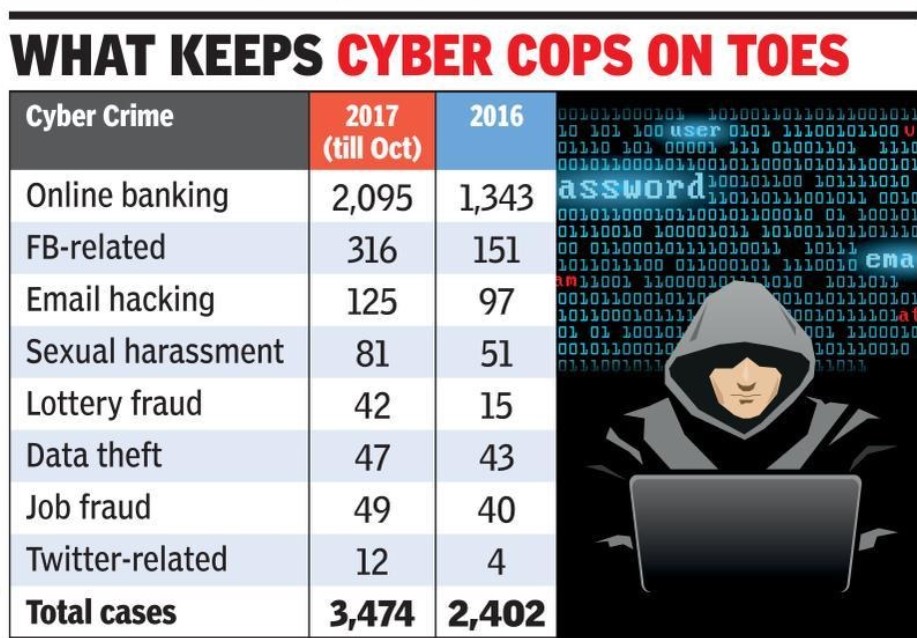 WHAT KEEPS CYBER COPS ON TOES
Cyber Crime 2017 (till Oct) 2016
Online banking 2,095 1,343
FB-related 316 151
Email hacking 125 97
Sexual harassment 81 51
Lottery fraud 42 15
Data theft 47 43
Job fraud 49 40
Twitter-related 12 4
Total cases 3,474 2,402
user
assword
ema